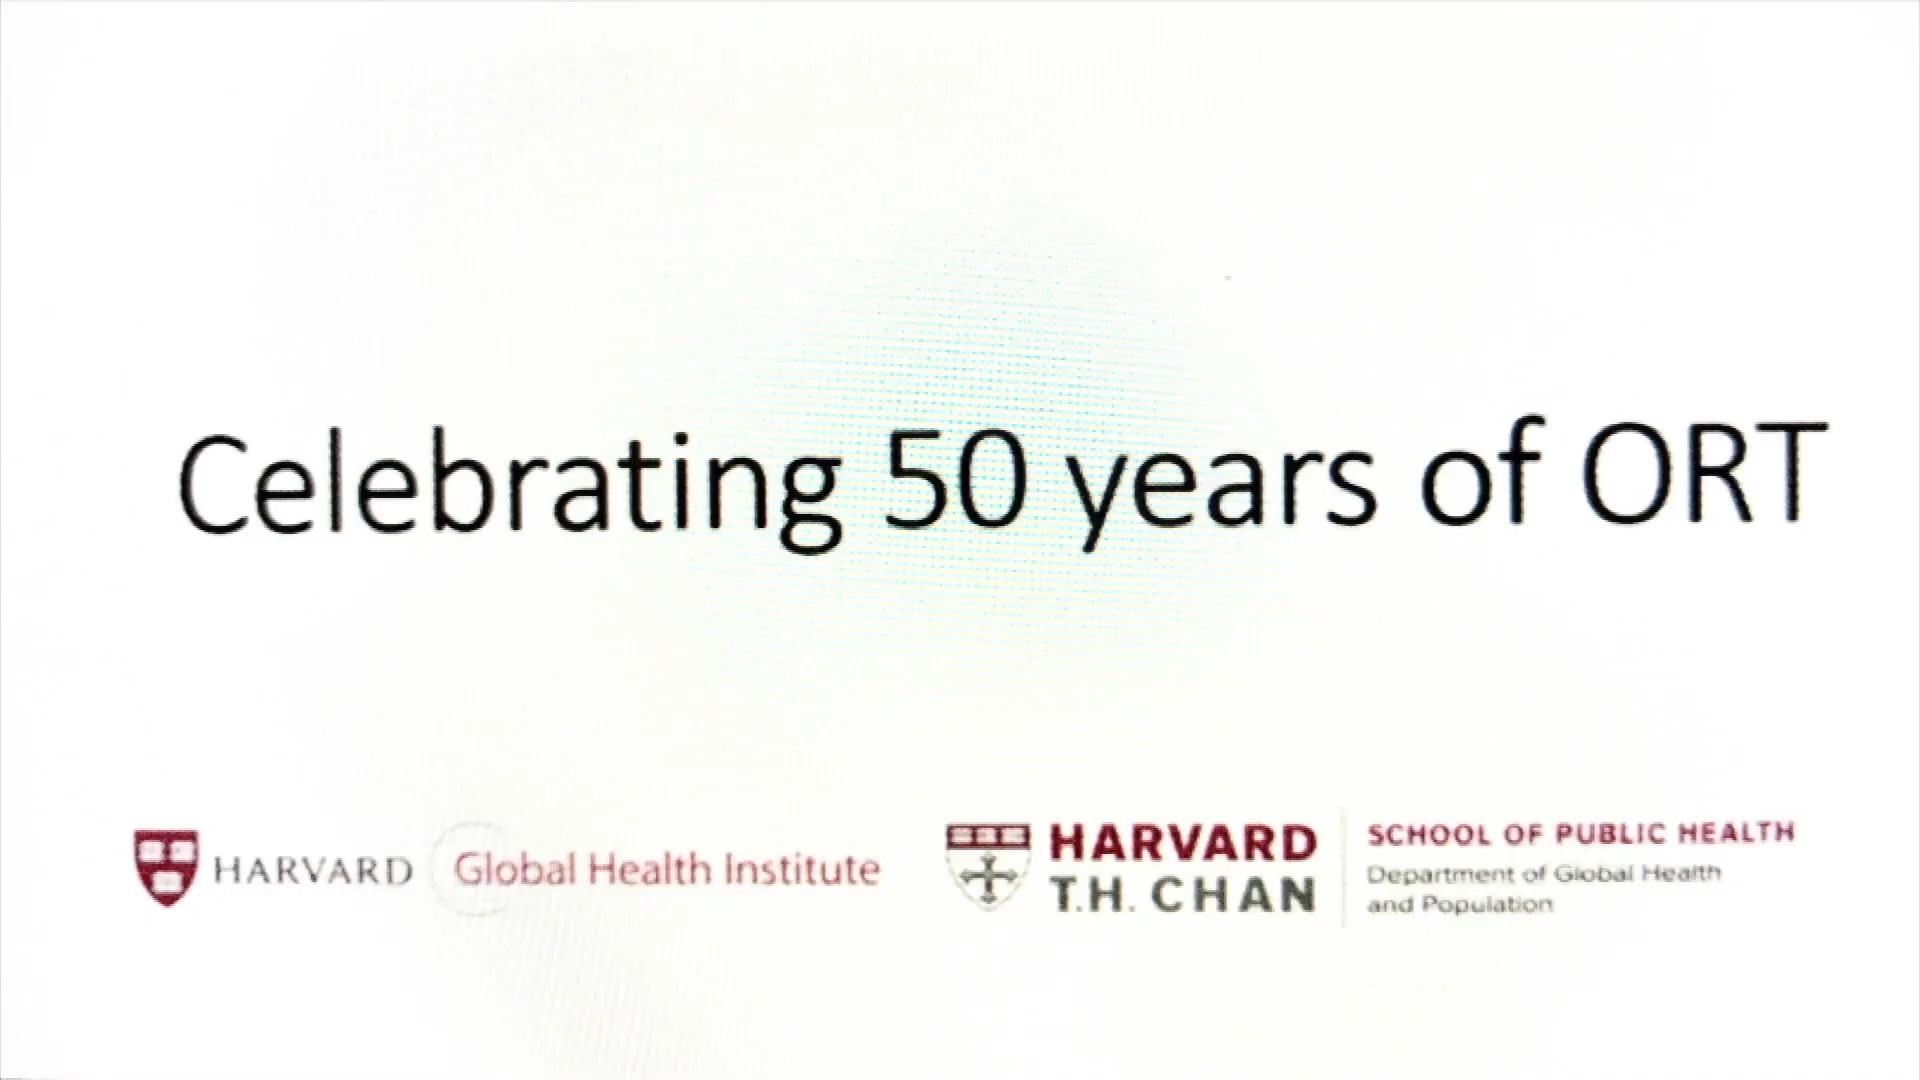 Celebrating 50 years of ORT
HARVARD Global Health Institute
HARVARD
T.H. CHAN
SCHOOL OF PUBLIC HEALTH
Department of Global Health
and Population